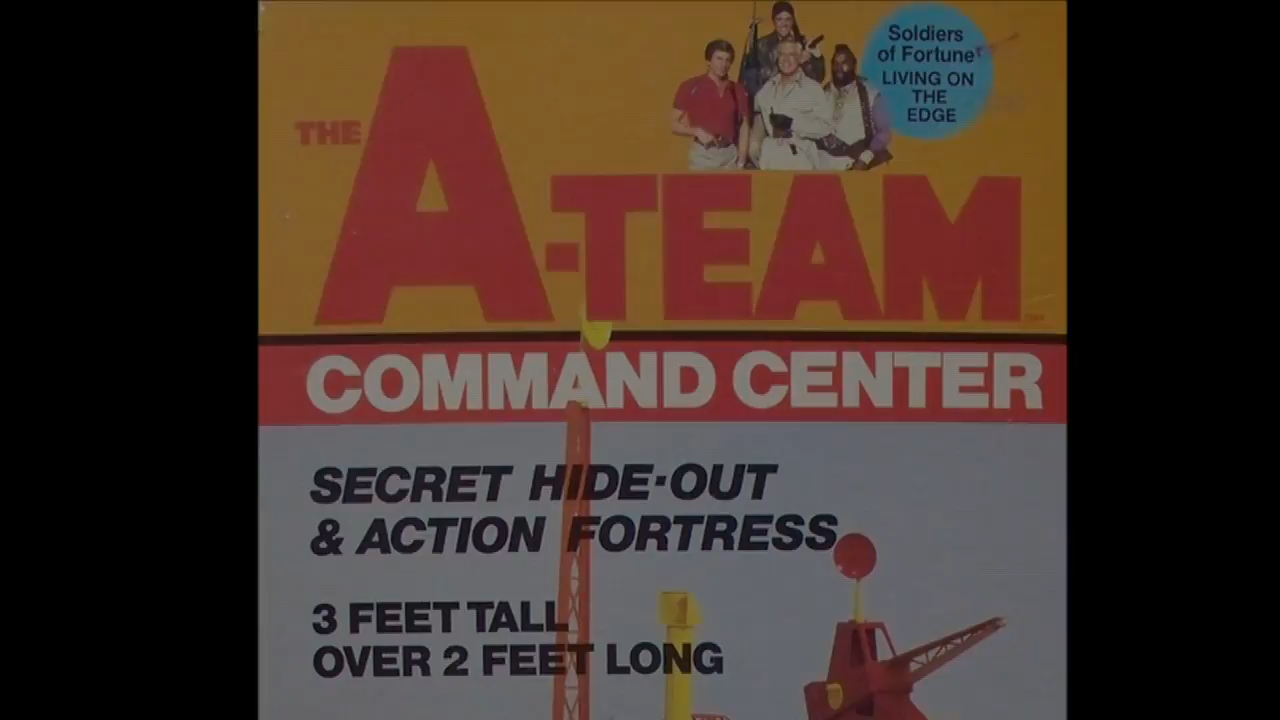 Soldiers
of Fortune
LIVING ON
THE
EDGE
THE
A-TEAM
COMMAND CENTER
SECRET HIDE-OUT
& ACTION FORTRESS
3 FEET TALL
OVER 2 FEET LONG